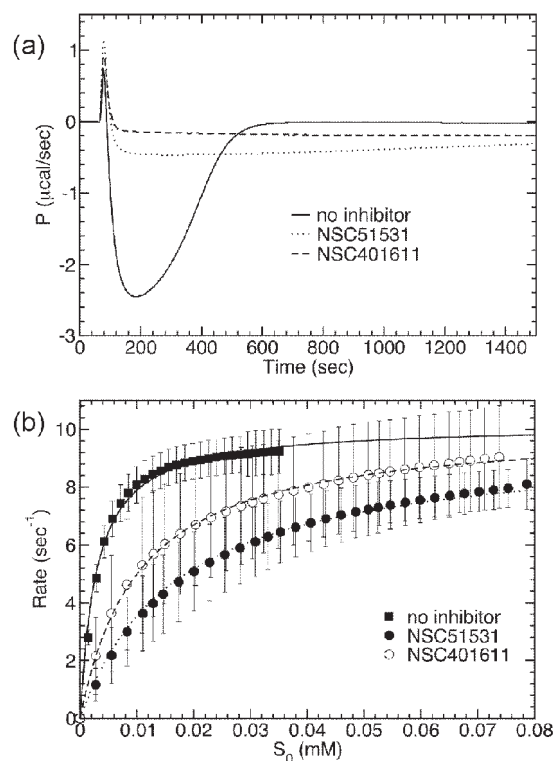 (a)
1
0
-1
-2
-3
P (µcal/sec)
no inhibitor
NSC51531
NSC401611
0 200 400 600 800 1000 1200 1400
Time (sec)
(b)
10
8
6
4
2
0
Rate (sec⁻¹)
no inhibitor
NSC51531
NSC401611
0 0.01 0.02 0.03 0.04 0.05 0.06 0.07 0.08
S₀ (mM)